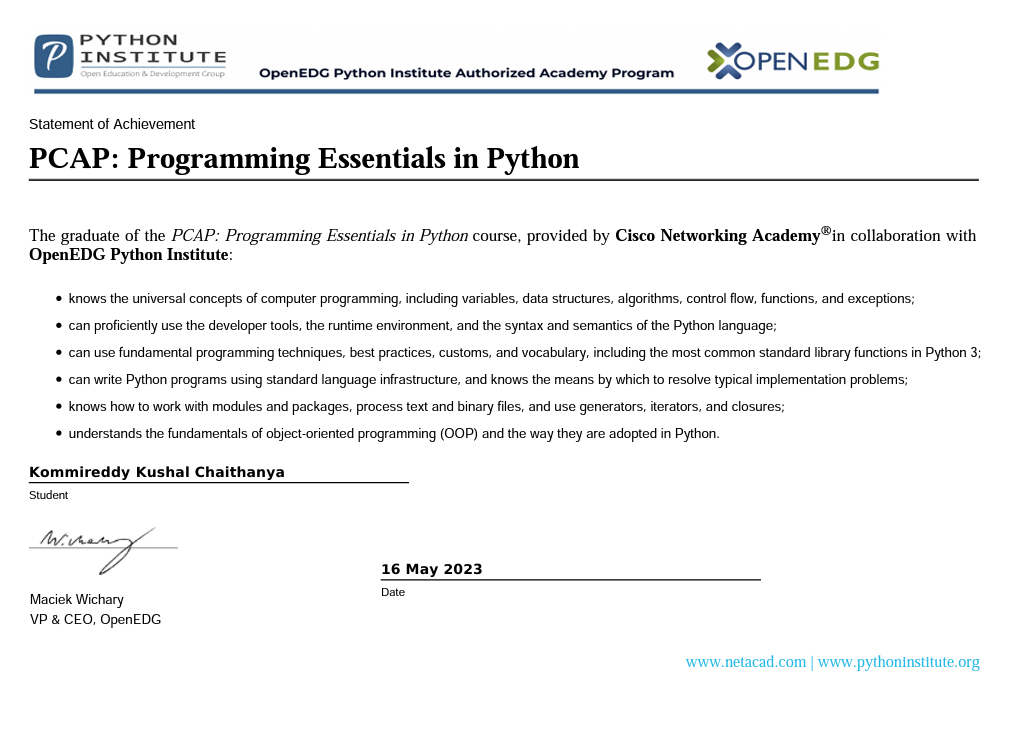 PYTHON
INSTITUTE
Open Education & Development Group
OpenEDG Python Institute Authorized Academy Program
OPENEDG
Statement of Achievement
PCAP: Programming Essentials in Python
The graduate of the PCAP: Programming Essentials in Python course, provided by Cisco Networking Academy®in collaboration with
OpenEDG Python Institute:
• knows the universal concepts of computer programming, including variables, data structures, algorithms, control flow, functions, and exceptions;
• can proficiently use the developer tools, the runtime environment, and the syntax and semantics of the Python language;
• can use fundamental programming techniques, best practices, customs, and vocabulary, including the most common standard library functions in Python 3;
• can write Python programs using standard language infrastructure, and knows the means by which to resolve typical implementation problems;
• knows how to work with modules and packages, process text and binary files, and use generators, iterators, and closures;
• understands the fundamentals of object-oriented programming (OOP) and the way they are adopted in Python.
Kommireddy Kushal Chaithanya
Student
Wichary
16 May 2023
Date
Maciek Wichary
VP & CEO, OpenEDG
www.netacad.com | www.pythoninstitute.org